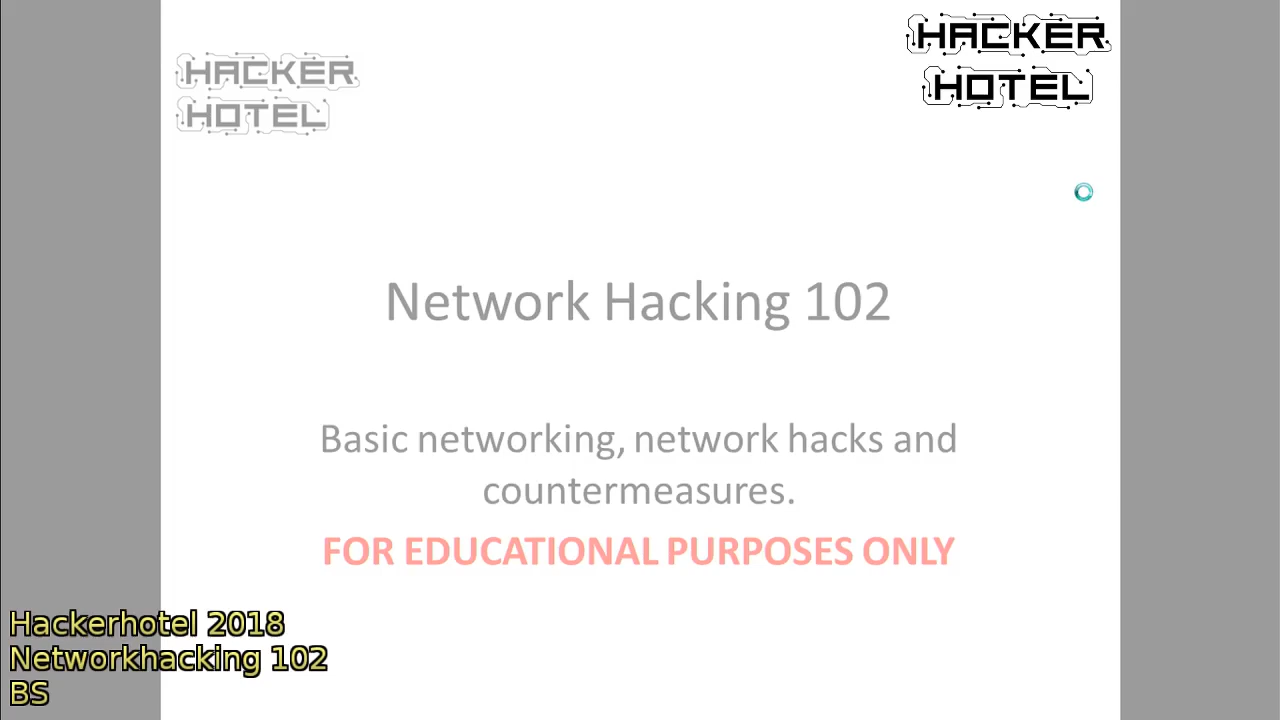 HACKER
HOTEL
HACKER
HOTEL
Network Hacking 102
Basic networking, network hacks and
countermeasures.
FOR EDUCATIONAL PURPOSES ONLY
Hackerhotel 2018
Networkhacking 102
BS